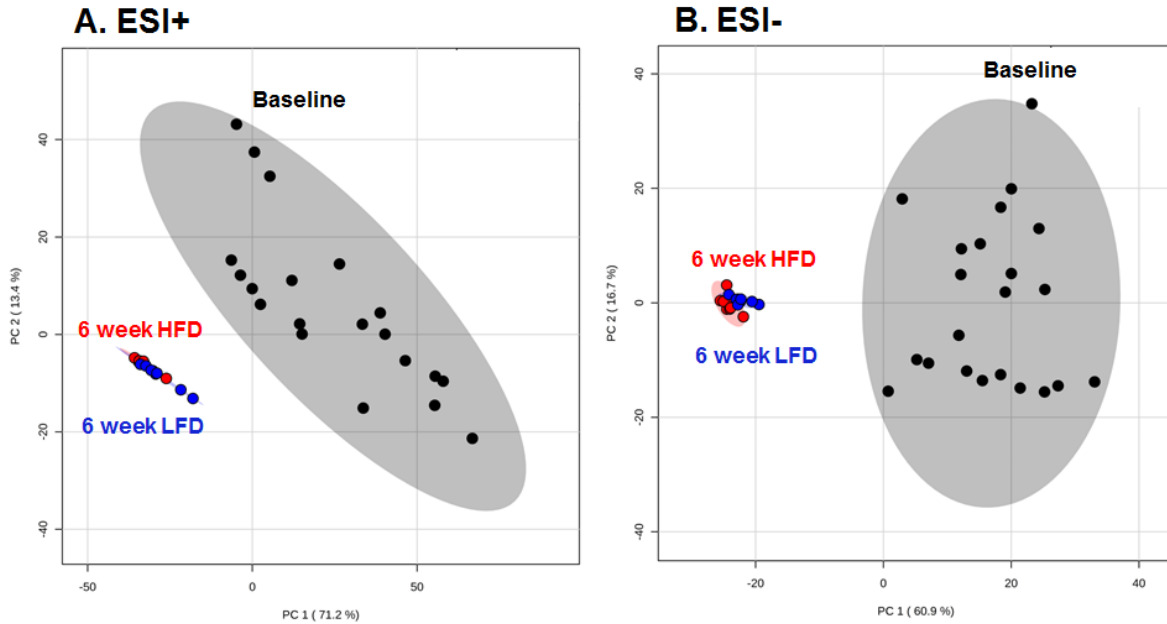 A. ESI+
Baseline
6 week HFD
6 week LFD
40
20
0
20
-40
PC 2 ( 13.4 % )
-50
0
50
PC 1 ( 71.2 % )
B. ESI-
Baseline
6 week HFD
6 week LFD
40
20
0
-20
-40
PC 2 ( 16.7 % )
-20
0
20
40
PC 1 ( 60.9 % )